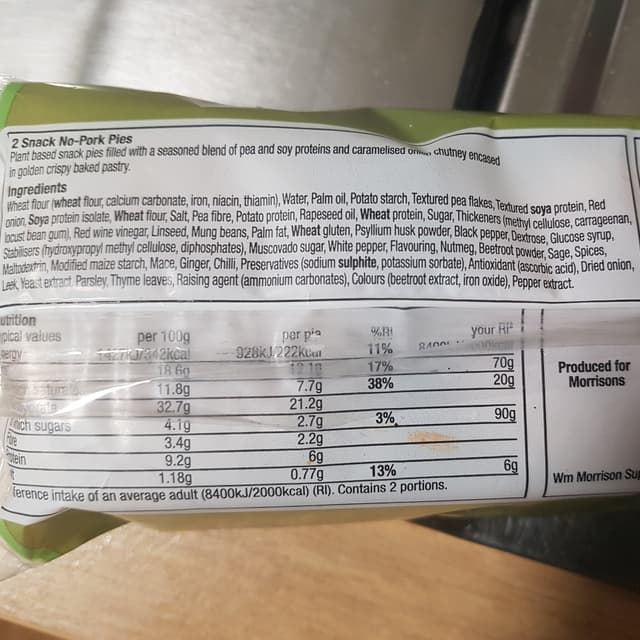 2 Snack No-Pork Pies
Plant based snack pies filled with a seasoned blend of pea and soy proteins and caramelised chutney encased
in golden crispy baked pastry.
Ingredients
Wheat flour (wheat flour, calcium carbonate, iron, niacin, thiamin), Water, Palm oil, Potato starch, Textured pea flakes, Textured soya protein, Red
onion, Soya protein isolate, Wheat flour, Salt, Pea fibre, Potato protein, Rapeseed oil, Wheat protein, Sugar, Thickeners (methyl cellulose, carrageenan,
locust bean gum), Red wine vinegar, Linseed, Mung beans, Palm fat, Wheat gluten, Psyllium husk powder, Black pepper, Dextrose, Glucose syrup,
Stabilisers (hydroxypropyl methyl cellulose, diphosphates), Muscovado sugar, White pepper, Flavouring, Nutmeg, Beetroot powder, Sage, Spices,
Maltodextrin, Modified maize starch, Mace, Ginger, Chilli, Preservatives (sodium sulphite, potassium sorbate), Antioxidant (ascorbic acid), Dried onion,
Leek, Yeast extract, Parsley, Thyme leaves, Raising agent (ammonium carbonates), Colours (beetroot extract, iron oxide), Pepper extract.
utrition
pical values per 100g per pie %RI your RI*
ergy 1427kJ/342kcal 928kJ/222kcal 11%
18.6g 17% 70g
11.8g 7.7g 38% 20g
32.7g 21.2g
ich sugars 4.1g 2.7g 3% 90g
fibre 3.4g 2.2g
otein 9.2g 6g
1.18g 0.77g 13% 6g
ference intake of an average adult (8400kJ/2000kcal) (RI). Contains 2 portions.
Produced for
Morrisons
Wm Morrison Su